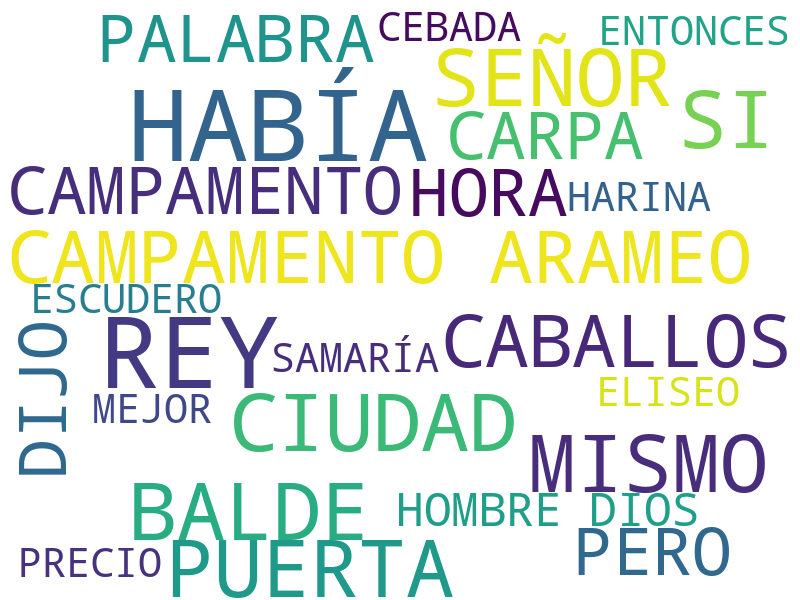 PALABRA
CEBADA
ENTONCES
SEÑOR
HABÍA
SI
CARPA
CAMPAMENTO
HORA
HARINA
CAMPAMENTO ARAMEO
ESCUDERO
REY
CABALLOS
DIJO
SAMARÍA
ELISEO
MEJOR
CIUDAD
MISMO
BALDE
HOMBRE DIOS
PERO
PRECIO
PUERTA